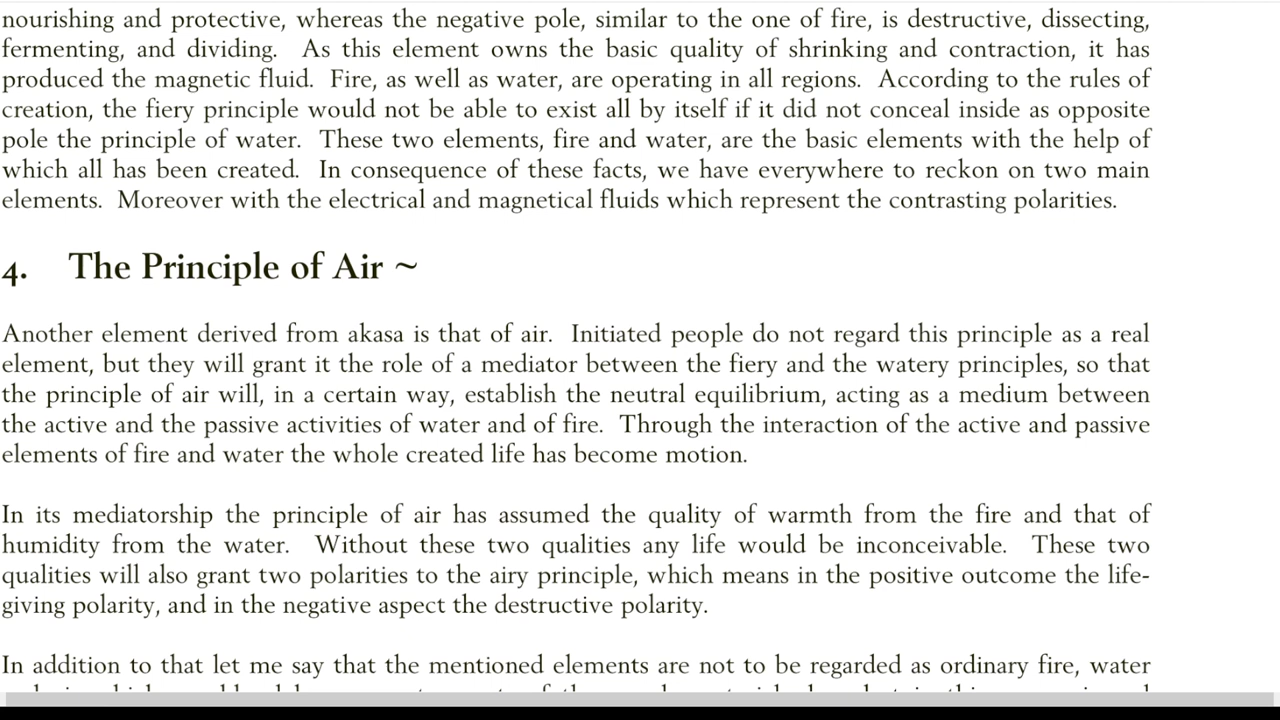 nourishing and protective, whereas the negative pole, similar to the one of fire, is destructive, dissecting,
fermenting, and dividing. As this element owns the basic quality of shrinking and contraction, it has
produced the magnetic fluid. Fire, as well as water, are operating in all regions. According to the rules of
creation, the fiery principle would not be able to exist all by itself if it did not conceal inside as opposite
pole the principle of water. These two elements, fire and water, are the basic elements with the help of
which all has been created. In consequence of these facts, we have everywhere to reckon on two main
elements. Moreover with the electrical and magnetical fluids which represent the contrasting polarities.
4. The Principle of Air ~
Another element derived from akasa is that of air. Initiated people do not regard this principle as a real
element, but they will grant it the role of a mediator between the fiery and the watery principles, so that
the principle of air will, in a certain way, establish the neutral equilibrium, acting as a medium between
the active and the passive activities of water and of fire. Through the interaction of the active and passive
elements of fire and water the whole created life has become motion.
In its mediatorship the principle of air has assumed the quality of warmth from the fire and that of
humidity from the water. Without these two qualities any life would be inconceivable. These two
qualities will also grant two polarities to the airy principle, which means in the positive outcome the life-
giving polarity, and in the negative aspect the destructive polarity.
In addition to that let me say that the mentioned elements are not to be regarded as ordinary fire, water